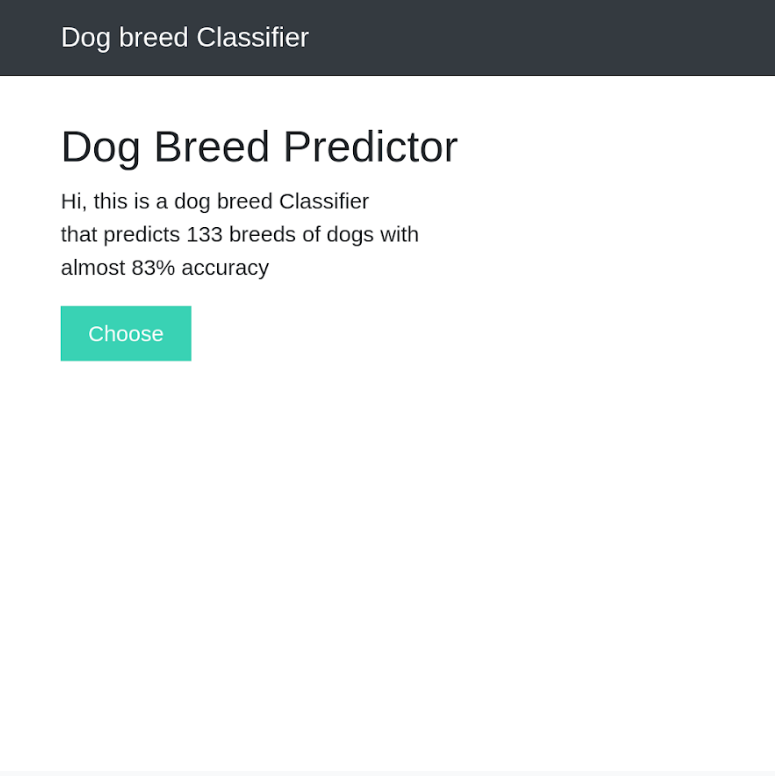 Dog breed Classifier
Dog Breed Predictor
Hi, this is a dog breed Classifier
that predicts 133 breeds of dogs with
almost 83% accuracy
Choose